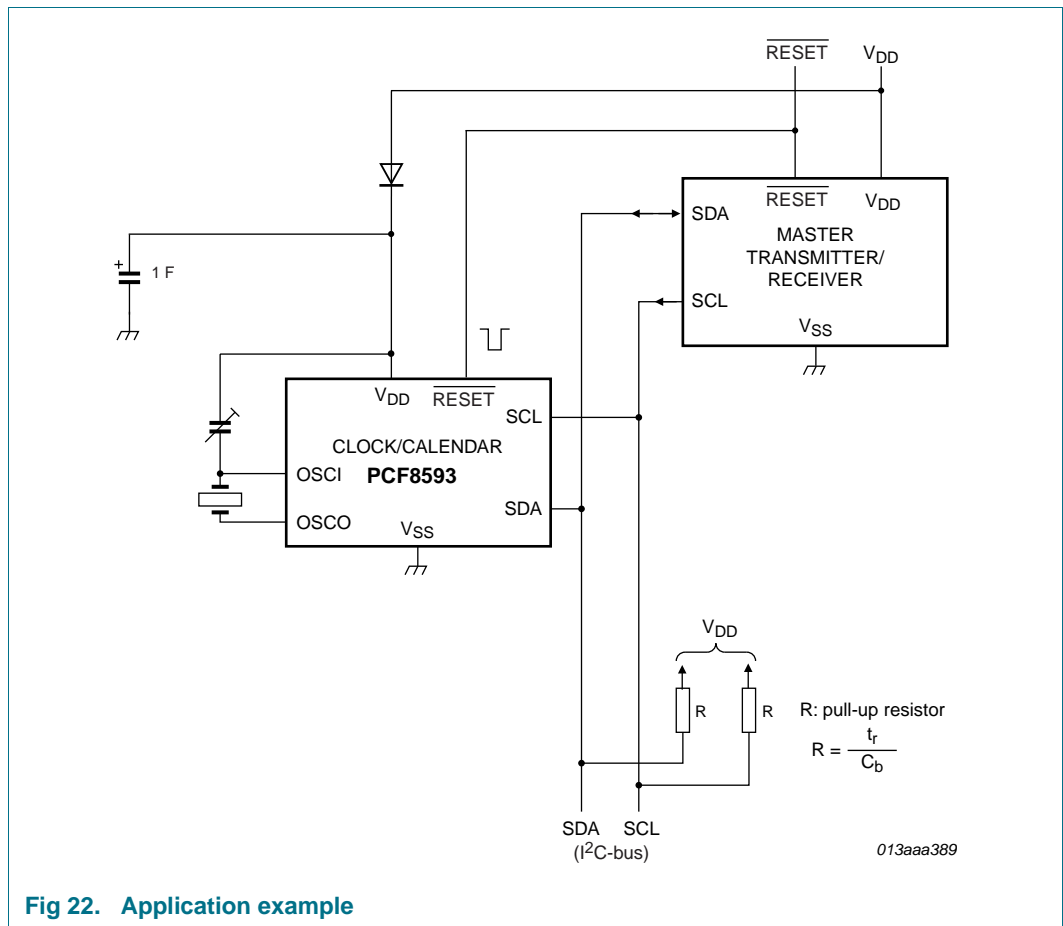 RESET VDD
RESET VDD
SDA
MASTER
TRANSMITTER/
RECEIVER
SCL
VSS
+
1 F
VDD RESET
SCL
CLOCK/CALENDAR
OSCI PCF8593
SDA
OSCO
VSS
VDD
R R R: pull-up resistor
R = tr
Cb
SDA SCL
(I2C-bus)
013aaa389
Fig 22. Application example